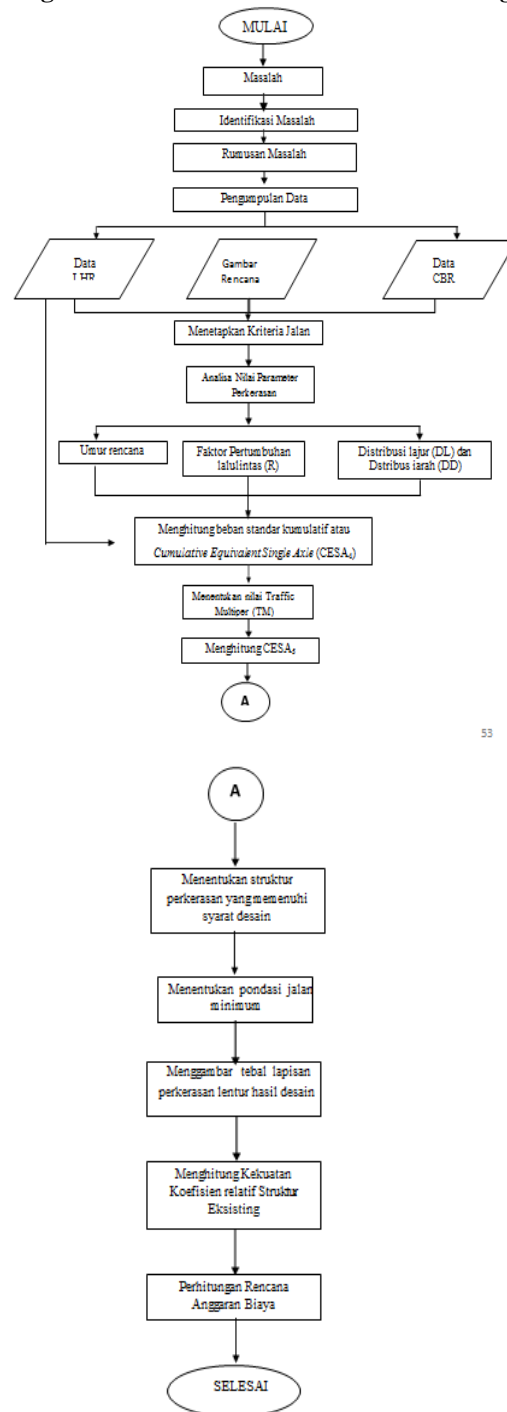 MULAI
Masalah
Identifikasi Masalah
Rumusan Masalah
Pengumpulan Data
Data
LHR
Gambar
Rencana
Data
CBR
Menetapkan Kriteria Jalan
Analisa Nilai Parameter
Perkerasan
Umur rencana
Faktor Pertumbuhan
lalulintas (R)
Distribusi lajur (DL) dan
Dstribus iarah (DD)
Menghitung beban standar kumulatif atau
Cumulative Equivalent Single Axle (CESA₄)
Menentukan nilai Traffic
Multiper (TM)
Menghitung CESA₅
A
53
A
Menentukan struktur
perkerasan yang memenuhi
syarat desain
Menentukan pondasi jalan
minimum
Menggambar tebal lapisan
perkerasan lentur hasil desain
Menghitung Kekuatan
Koefisien relatif Struktur
Eksisting
Perhitungan Rencana
Anggaran Biaya
SELESAI